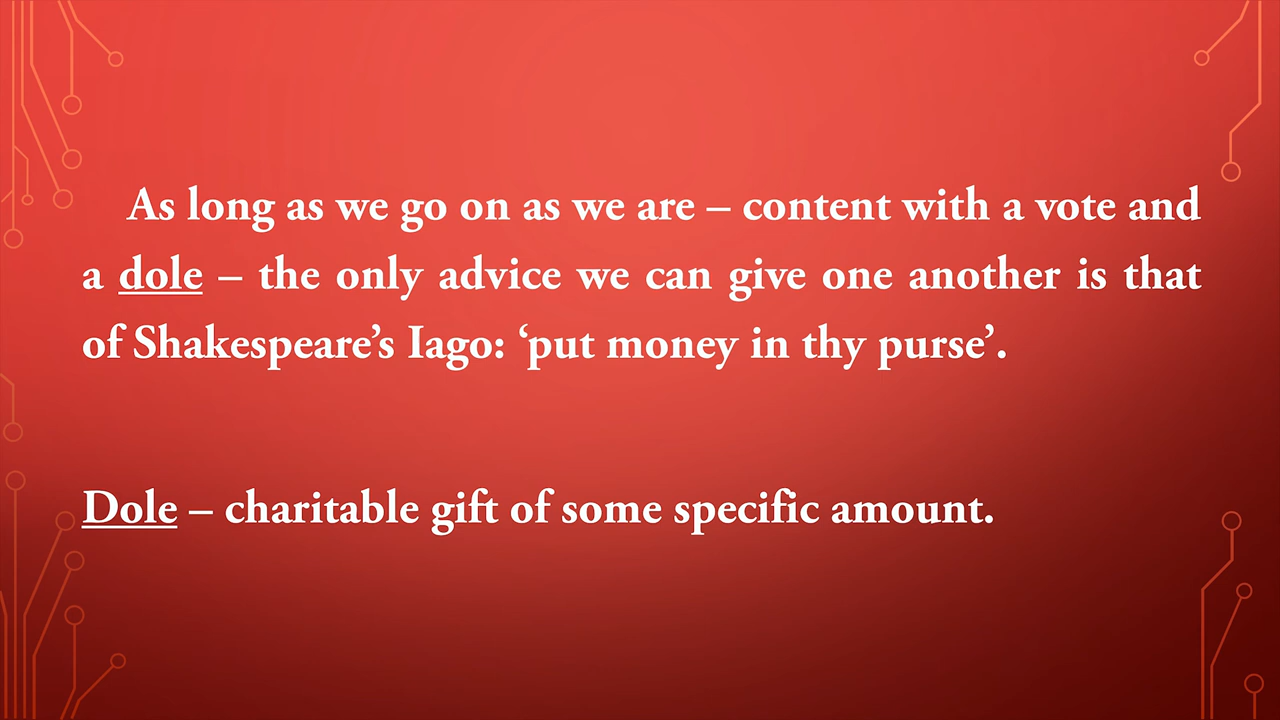 As long as we go on as we are – content with a vote and
a dole – the only advice we can give one another is that
of Shakespeare’s Iago: ‘put money in thy purse’.
Dole – charitable gift of some specific amount.